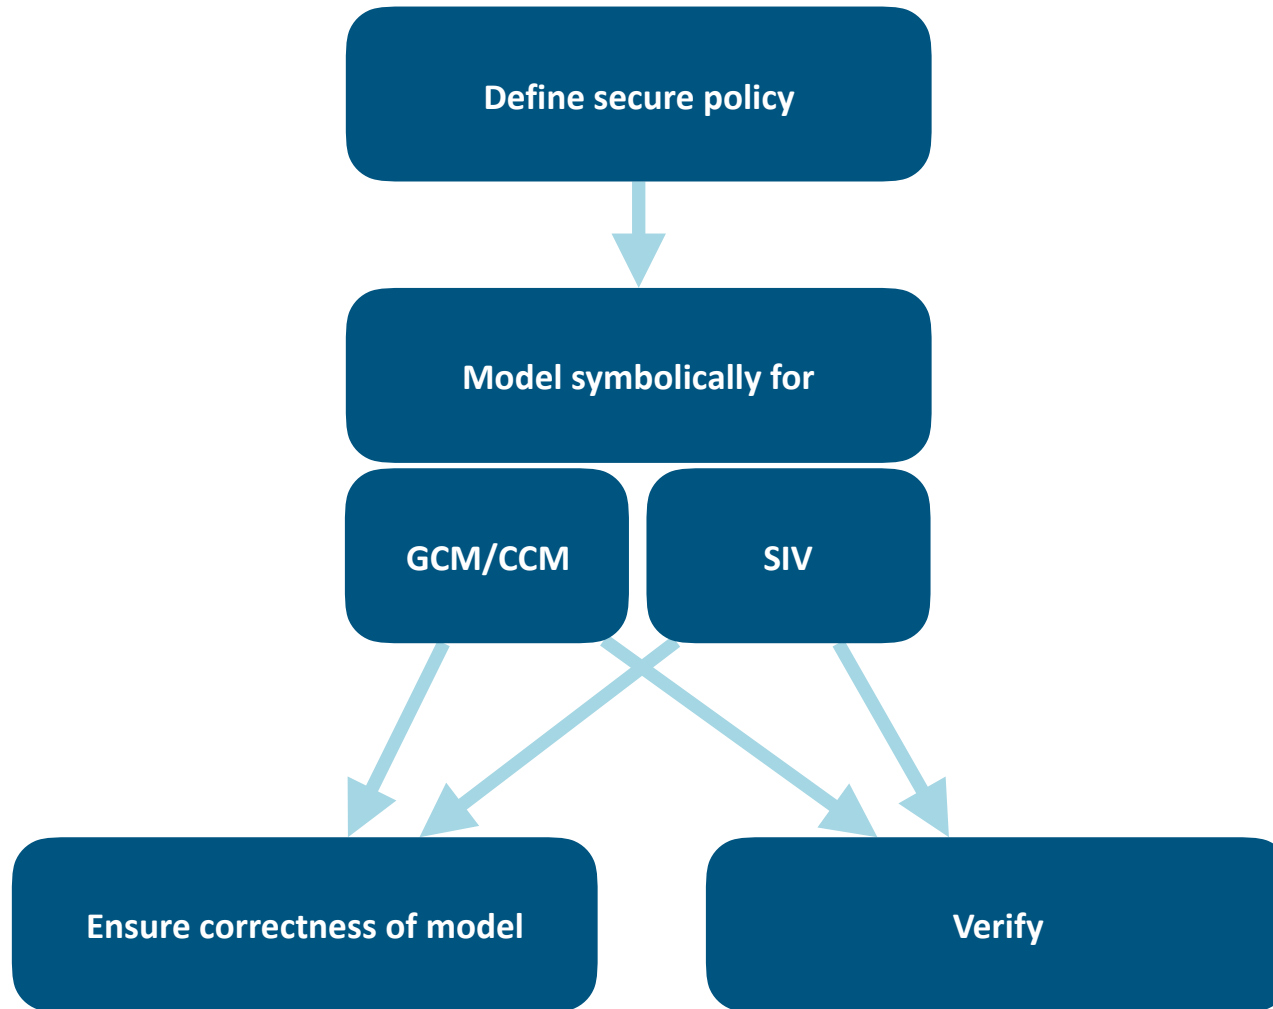 Define secure policy
Model symbolically for
GCM/CCM
SIV
Ensure correctness of model
Verify